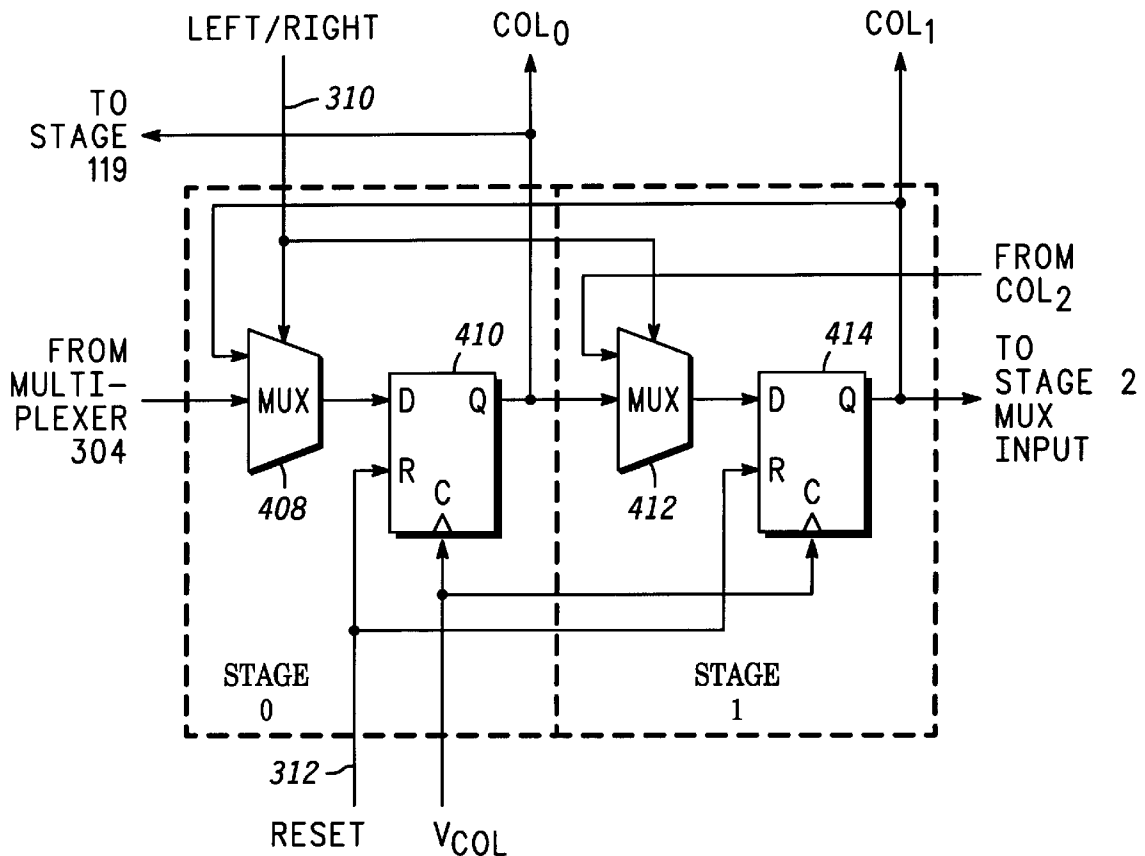 LEFT/RIGHT
COL0
COL1
310
TO
STAGE
119
FROM
COL2
FROM
MULTI-
PLEXER
304
MUX
408
410
D Q
R
C
MUX
412
414
D Q
R
C
TO
STAGE 2
MUX
INPUT
STAGE
0
STAGE
1
312
RESET
VCOL